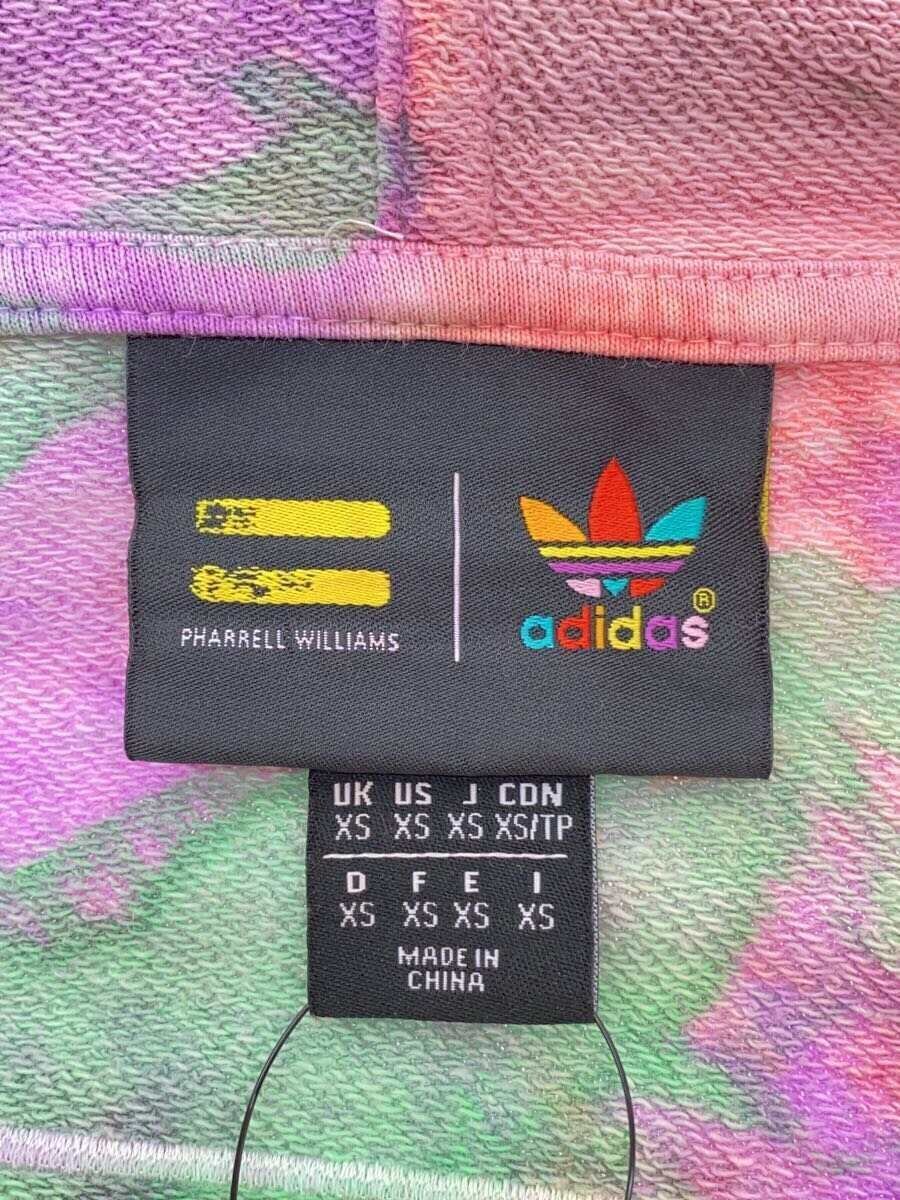 PHARRELL WILLIAMS
adidas®
UK US J CDN
XS XS XS XS/TP
D F E I
XS XS XS XS
MADE IN
CHINA